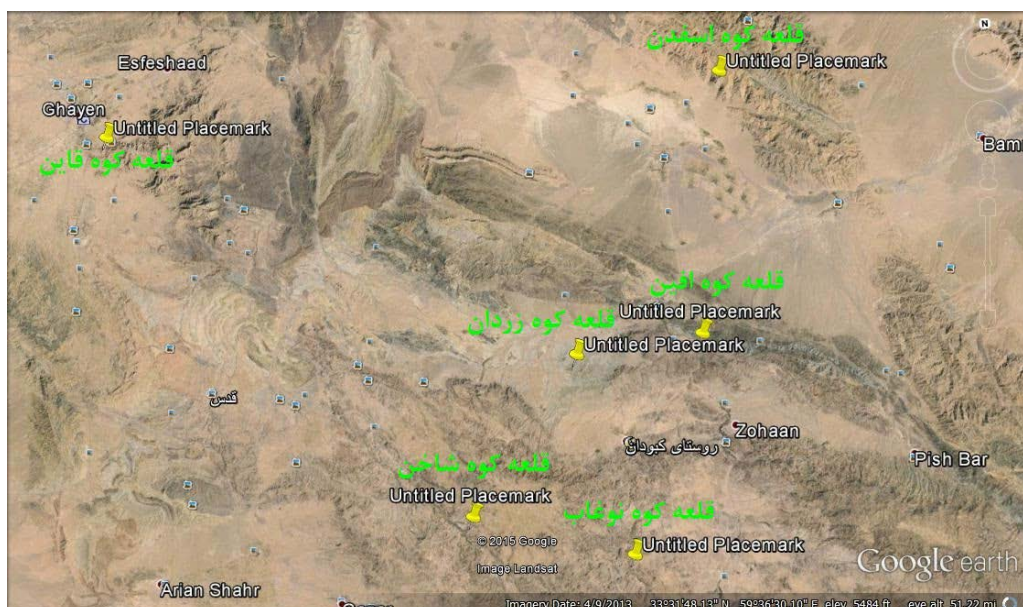 قلعه کوه اسفدن
Untitled Placemark
Esfeshaad
Ghayen
Untitled Placemark
قلعه کوه قاین
N
قلعه کوه افین
Untitled Placemark
قلعه کوه زردان
Untitled Placemark
قدس
Zohaan
روستای کبودان
Pish Bar
قلعه کوه شاخن
Untitled Placemark
قلعه کوه نوغاب
Untitled Placemark
© 2015 Google
Image Landsat
Google earth
Arian Shahr
Imagery Date: 4/9/2013 33°31'48.13" N 59°36'30.10" E elev 5484 ft eye alt 51.22 mi